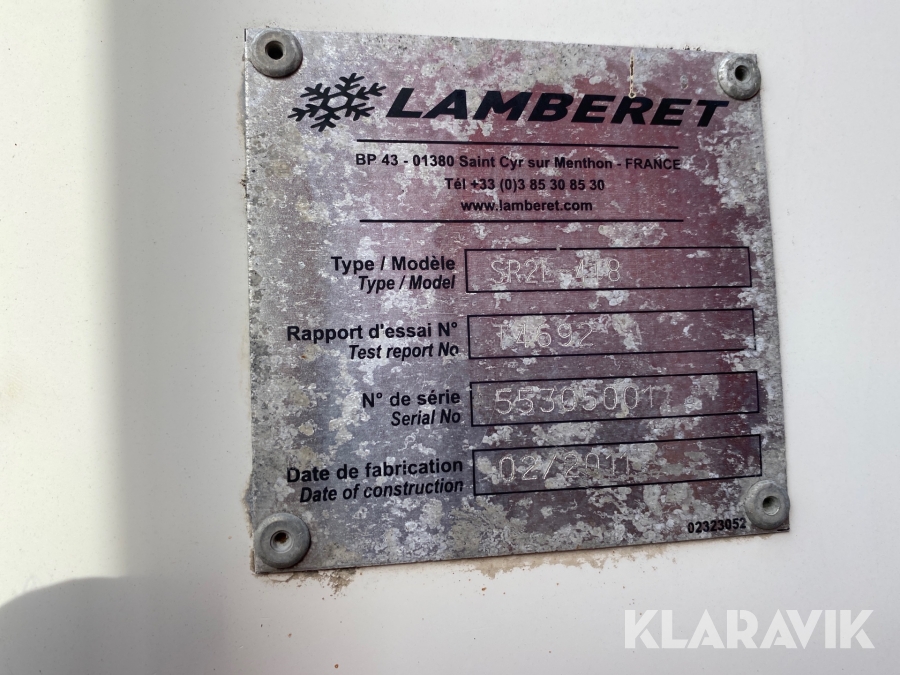 LAMBERET
BP 43 - 01380 Saint Cyr sur Menthon - FRANCE
Tél +33 (0)3 85 30 85 30
www.lamberet.com
Type / Modèle
Type / Model
Rapport d'essai N°
Test report No
T4692
N° de série
Serial No
553050017
Date de fabrication
Date of construction
02/2011
02323052
KLARAVIK